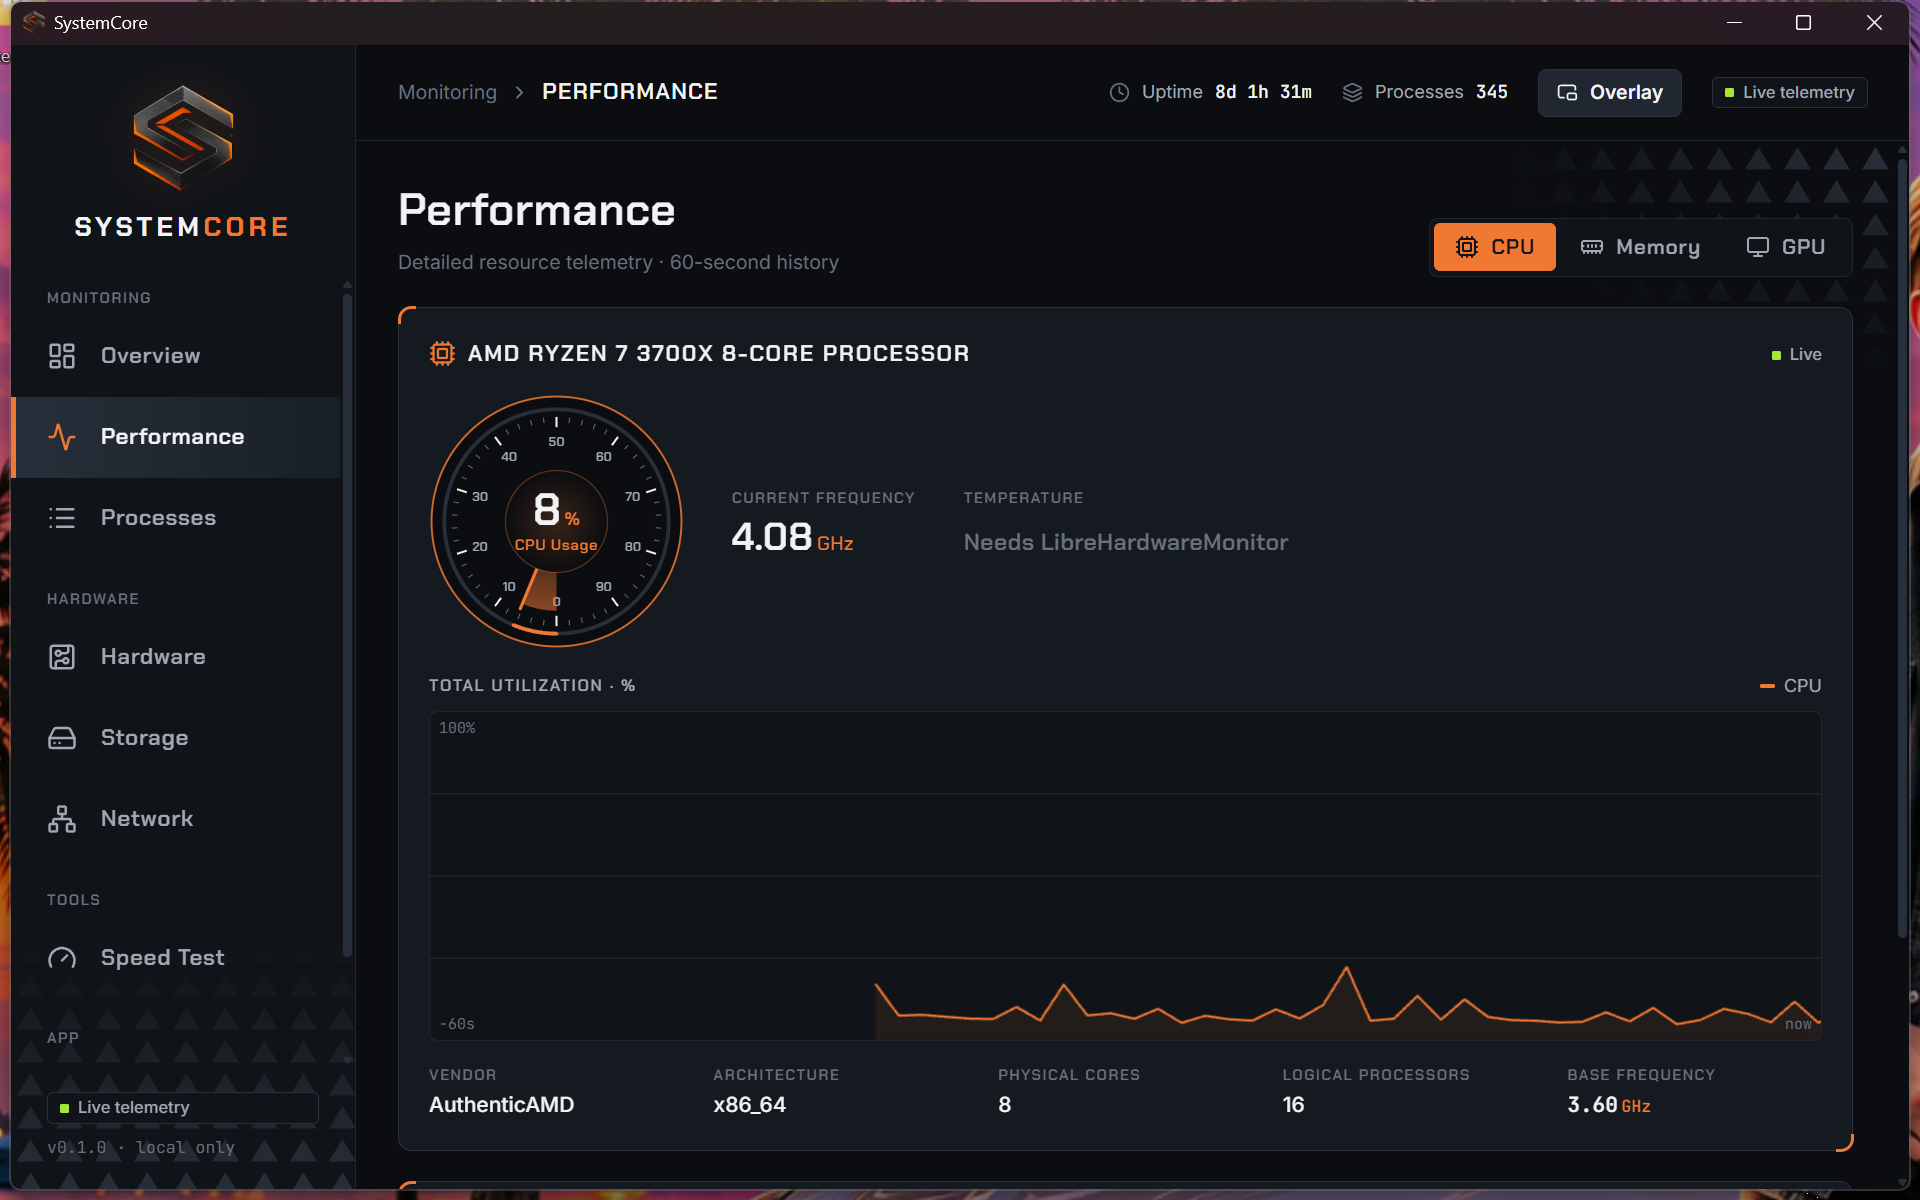 SystemCore
SYSTEMCORE
MONITORING
Overview
Performance
Processes
HARDWARE
Hardware
Storage
Network
TOOLS
Speed Test
APP
Live telemetry
v0.1.0 · local only
Monitoring > PERFORMANCE
Uptime 8d 1h 31m
Processes 345
Overlay
Live telemetry
Performance
Detailed resource telemetry · 60-second history
CPU
Memory
GPU
AMD RYZEN 7 3700X 8-CORE PROCESSOR
Live
50
40
60
30
70
20
80
10
90
0
8 %
CPU Usage
CURRENT FREQUENCY
4.08 GHz
TEMPERATURE
Needs LibreHardwareMonitor
TOTAL UTILIZATION · %
CPU
100%
-60s
now
VENDOR
AuthenticAMD
ARCHITECTURE
x86_64
PHYSICAL CORES
8
LOGICAL PROCESSORS
16
BASE FREQUENCY
3.60 GHz